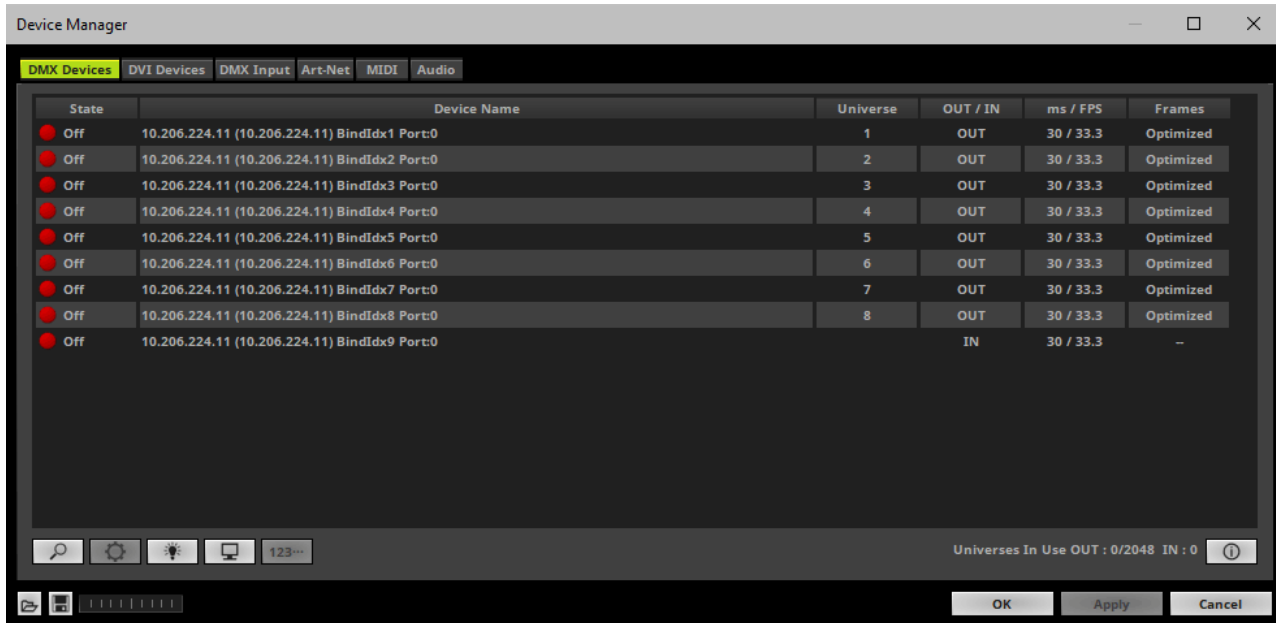 Device Manager
DMX Devices DVI Devices DMX Input Art-Net MIDI Audio
State Device Name Universe OUT / IN ms / FPS Frames
Off 10.206.224.11 (10.206.224.11) BindIdx1 Port:0 1 OUT 30 / 33.3 Optimized
Off 10.206.224.11 (10.206.224.11) BindIdx2 Port:0 2 OUT 30 / 33.3 Optimized
Off 10.206.224.11 (10.206.224.11) BindIdx3 Port:0 3 OUT 30 / 33.3 Optimized
Off 10.206.224.11 (10.206.224.11) BindIdx4 Port:0 4 OUT 30 / 33.3 Optimized
Off 10.206.224.11 (10.206.224.11) BindIdx5 Port:0 5 OUT 30 / 33.3 Optimized
Off 10.206.224.11 (10.206.224.11) BindIdx6 Port:0 6 OUT 30 / 33.3 Optimized
Off 10.206.224.11 (10.206.224.11) BindIdx7 Port:0 7 OUT 30 / 33.3 Optimized
Off 10.206.224.11 (10.206.224.11) BindIdx8 Port:0 8 OUT 30 / 33.3 Optimized
Off 10.206.224.11 (10.206.224.11) BindIdx9 Port:0 IN 30 / 33.3 --
123... Universes In Use OUT : 0/2048 IN : 0
OK Apply Cancel